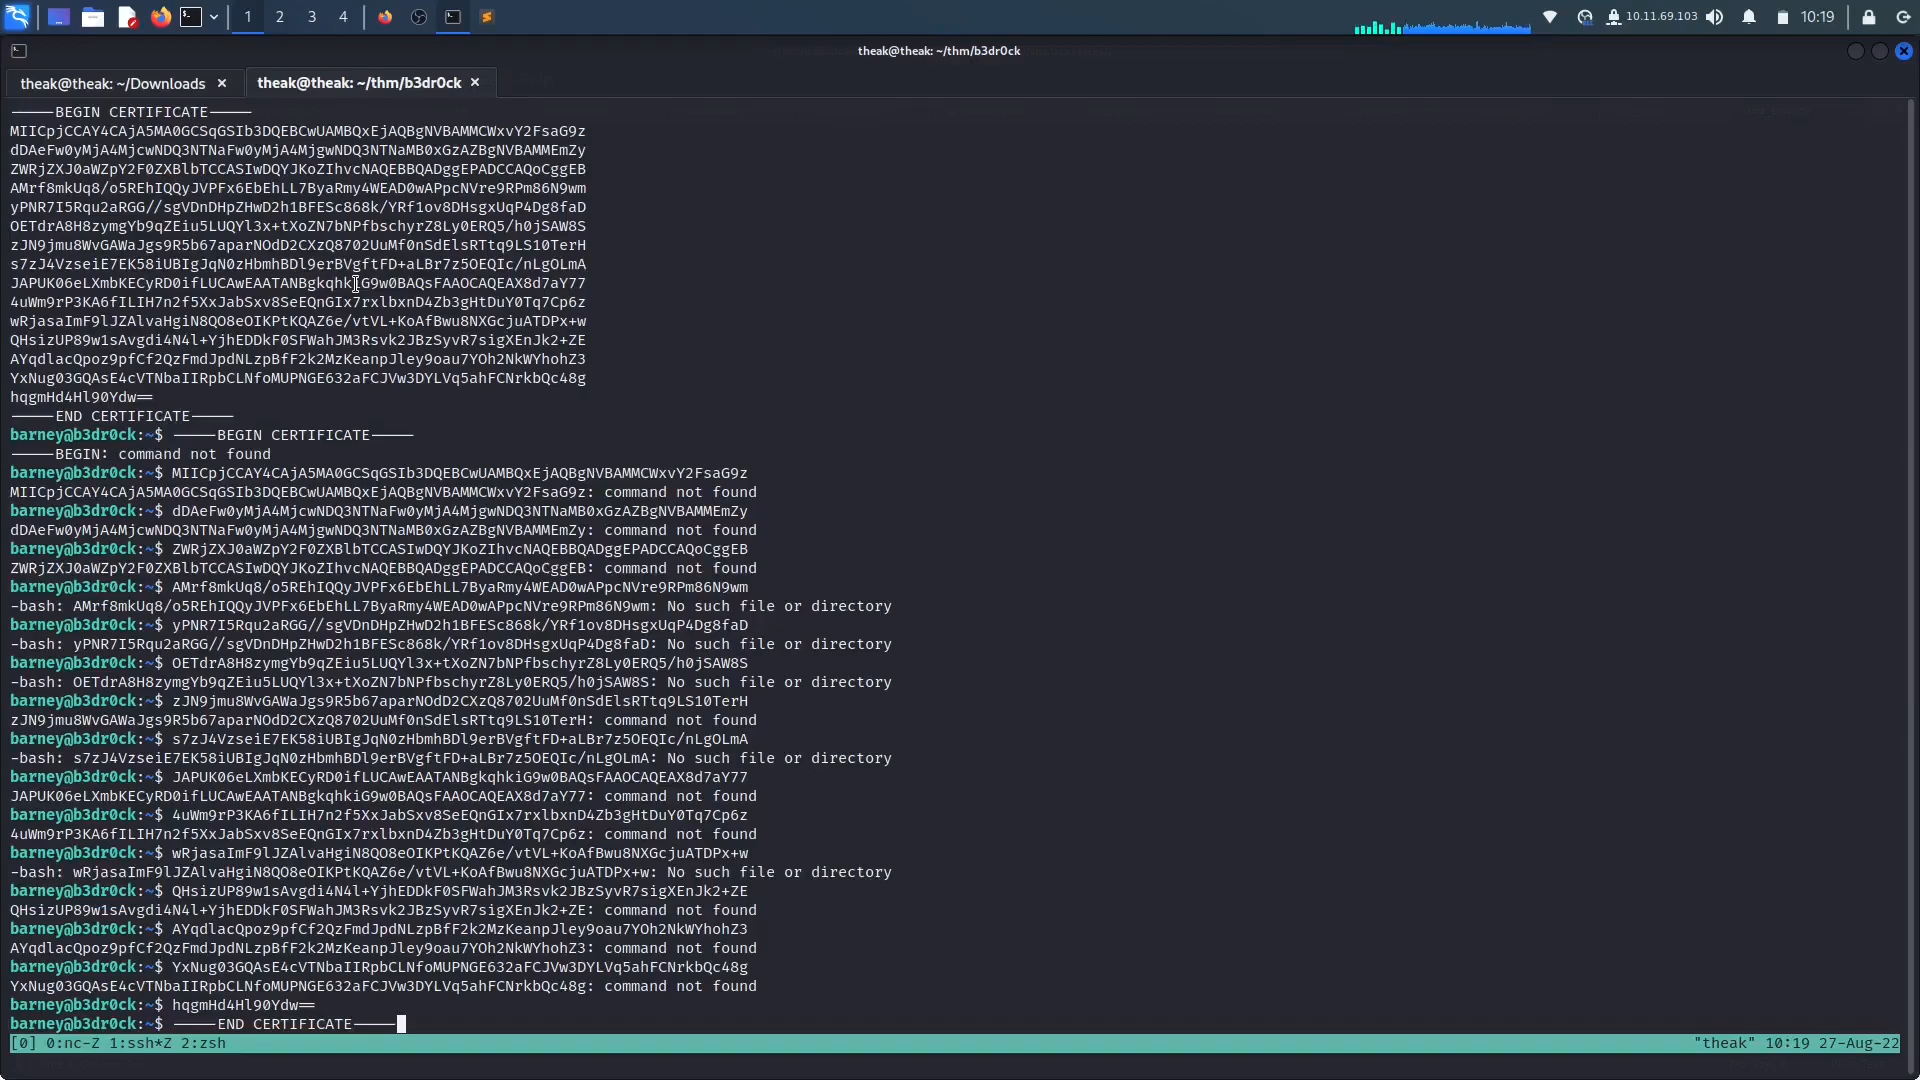 1 2 3 4 10.11.69.103 10:19
theak@theak: ~/thm/b3dr0ck
theak@theak: ~/Downloads × theak@theak: ~/thm/b3dr0ck ×
-----BEGIN CERTIFICATE-----
MIICpjCCAY4CAjA5MA0GCSqGSIb3DQEBCwUAMBQxEjAQBgNVBAMMCWxvY2FsaG9z
dDAeFw0yMjA4MjcwNDQ3NTNaFw0yMjA4MjgwNDQ3NTNaMB0xGzAZBgNVBAMMEmZy
ZWRjZXJ0aWZpY2F0ZXBlbTCCASIwDQYJKoZIhvcNAQEBBQADggEPADCCAQoCggEB
AMrf8mkUq8/o5REhIQQyJVPFx6EbEhLL7ByaRmy4WEAD0wAPpcNVre9RPm86N9wm
yPNR7I5Rqu2aRGG//sgVDnDHpZHwD2h1BFESc868k/YRf1ov8DHsgxUqP4Dg8faD
OETdrA8H8zymgYb9qZEiu5LUQYl3x+tXoZN7bNPfbschyrZ8Ly0ERQ5/h0jSAW8S
zJN9jmu8WvGAWaJgs9R5b67aparNOdD2CXzQ8702UuMf0nSdElsRTtq9LS10TerH
s7zJ4VzseiE7EK58iUBIgJqN0zHbmhBDl9erBVgftFD+aLBr7z5OEQIc/nLgOLmA
JAPUK06eLXmbKECyRD0ifLUCAwEAATANBgkqhkiG9w0BAQsFAAOCAQEAX8d7aY77
4uWm9rP3KA6fILIH7n2f5XxJabSxv8SeEQnGIx7rxlbxnD4Zb3gHtDuY0Tq7Cp6z
wRjasaImF9lJZAlvaHgiN8QO8eOIKPtKQAZ6e/vtVL+KoAfBwu8NXGcjuATDPx+w
QHsizUP89w1sAvgdi4N4l+YjhEDDkF0SFWahJM3Rsvk2JBzSyvR7sigXEnJk2+ZE
AYqdlacQpoz9pfCf2QzFmdJpdNLzpBfF2k2MzKeanpJley9oau7YOh2NkWYhohZ3
YxNug03GQAsE4cVTNbaIIRpbCLNfoMUPNGE632aFCJVw3DYLVq5ahFCNrkbQc48g
hqgmHd4Hl90Ydw==
-----END CERTIFICATE-----
barney@b3dr0ck:~$ -----BEGIN CERTIFICATE-----
-----BEGIN: command not found
barney@b3dr0ck:~$ MIICpjCCAY4CAjA5MA0GCSqGSIb3DQEBCwUAMBQxEjAQBgNVBAMMCWxvY2FsaG9z
MIICpjCCAY4CAjA5MA0GCSqGSIb3DQEBCwUAMBQxEjAQBgNVBAMMCWxvY2FsaG9z: command not found
barney@b3dr0ck:~$ dDAeFw0yMjA4MjcwNDQ3NTNaFw0yMjA4MjgwNDQ3NTNaMB0xGzAZBgNVBAMMEmZy
dDAeFw0yMjA4MjcwNDQ3NTNaFw0yMjA4MjgwNDQ3NTNaMB0xGzAZBgNVBAMMEmZy: command not found
barney@b3dr0ck:~$ ZWRjZXJ0aWZpY2F0ZXBlbTCCASIwDQYJKoZIhvcNAQEBBQADggEPADCCAQoCggEB
ZWRjZXJ0aWZpY2F0ZXBlbTCCASIwDQYJKoZIhvcNAQEBBQADggEPADCCAQoCggEB: command not found
barney@b3dr0ck:~$ AMrf8mkUq8/o5REhIQQyJVPFx6EbEhLL7ByaRmy4WEAD0wAPpcNVre9RPm86N9wm
-bash: AMrf8mkUq8/o5REhIQQyJVPFx6EbEhLL7ByaRmy4WEAD0wAPpcNVre9RPm86N9wm: No such file or directory
barney@b3dr0ck:~$ yPNR7I5Rqu2aRGG//sgVDnDHpZHwD2h1BFESc868k/YRf1ov8DHsgxUqP4Dg8faD
-bash: yPNR7I5Rqu2aRGG//sgVDnDHpZHwD2h1BFESc868k/YRf1ov8DHsgxUqP4Dg8faD: No such file or directory
barney@b3dr0ck:~$ OETdrA8H8zymgYb9qZEiu5LUQYl3x+tXoZN7bNPfbschyrZ8Ly0ERQ5/h0jSAW8S
-bash: OETdrA8H8zymgYb9qZEiu5LUQYl3x+tXoZN7bNPfbschyrZ8Ly0ERQ5/h0jSAW8S: No such file or directory
barney@b3dr0ck:~$ zJN9jmu8WvGAWaJgs9R5b67aparNOdD2CXzQ8702UuMf0nSdElsRTtq9LS10TerH
zJN9jmu8WvGAWaJgs9R5b67aparNOdD2CXzQ8702UuMf0nSdElsRTtq9LS10TerH: command not found
barney@b3dr0ck:~$ s7zJ4VzseiE7EK58iUBIgJqN0zHbmhBDl9erBVgftFD+aLBr7z5OEQIc/nLgOLmA
-bash: s7zJ4VzseiE7EK58iUBIgJqN0zHbmhBDl9erBVgftFD+aLBr7z5OEQIc/nLgOLmA: No such file or directory
barney@b3dr0ck:~$ JAPUK06eLXmbKECyRD0ifLUCAwEAATANBgkqhkiG9w0BAQsFAAOCAQEAX8d7aY77
JAPUK06eLXmbKECyRD0ifLUCAwEAATANBgkqhkiG9w0BAQsFAAOCAQEAX8d7aY77: command not found
barney@b3dr0ck:~$ 4uWm9rP3KA6fILIH7n2f5XxJabSxv8SeEQnGIx7rxlbxnD4Zb3gHtDuY0Tq7Cp6z
4uWm9rP3KA6fILIH7n2f5XxJabSxv8SeEQnGIx7rxlbxnD4Zb3gHtDuY0Tq7Cp6z: command not found
barney@b3dr0ck:~$ wRjasaImF9lJZAlvaHgiN8QO8eOIKPtKQAZ6e/vtVL+KoAfBwu8NXGcjuATDPx+w
-bash: wRjasaImF9lJZAlvaHgiN8QO8eOIKPtKQAZ6e/vtVL+KoAfBwu8NXGcjuATDPx+w: No such file or directory
barney@b3dr0ck:~$ QHsizUP89w1sAvgdi4N4l+YjhEDDkF0SFWahJM3Rsvk2JBzSyvR7sigXEnJk2+ZE
QHsizUP89w1sAvgdi4N4l+YjhEDDkF0SFWahJM3Rsvk2JBzSyvR7sigXEnJk2+ZE: command not found
barney@b3dr0ck:~$ AYqdlacQpoz9pfCf2QzFmdJpdNLzpBfF2k2MzKeanpJley9oau7YOh2NkWYhohZ3
AYqdlacQpoz9pfCf2QzFmdJpdNLzpBfF2k2MzKeanpJley9oau7YOh2NkWYhohZ3: command not found
barney@b3dr0ck:~$ YxNug03GQAsE4cVTNbaIIRpbCLNfoMUPNGE632aFCJVw3DYLVq5ahFCNrkbQc48g
YxNug03GQAsE4cVTNbaIIRpbCLNfoMUPNGE632aFCJVw3DYLVq5ahFCNrkbQc48g: command not found
barney@b3dr0ck:~$ hqgmHd4Hl90Ydw==
barney@b3dr0ck:~$ -----END CERTIFICATE-----
[0] 0:nc-Z 1:ssh*Z 2:zsh "theak" 10:19 27-Aug-22